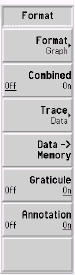 Format
Format▸
Graph
Combined
Off On
Trace▸
Data
Data ->
Memory
Graticule
Off On
Annotation
Off On